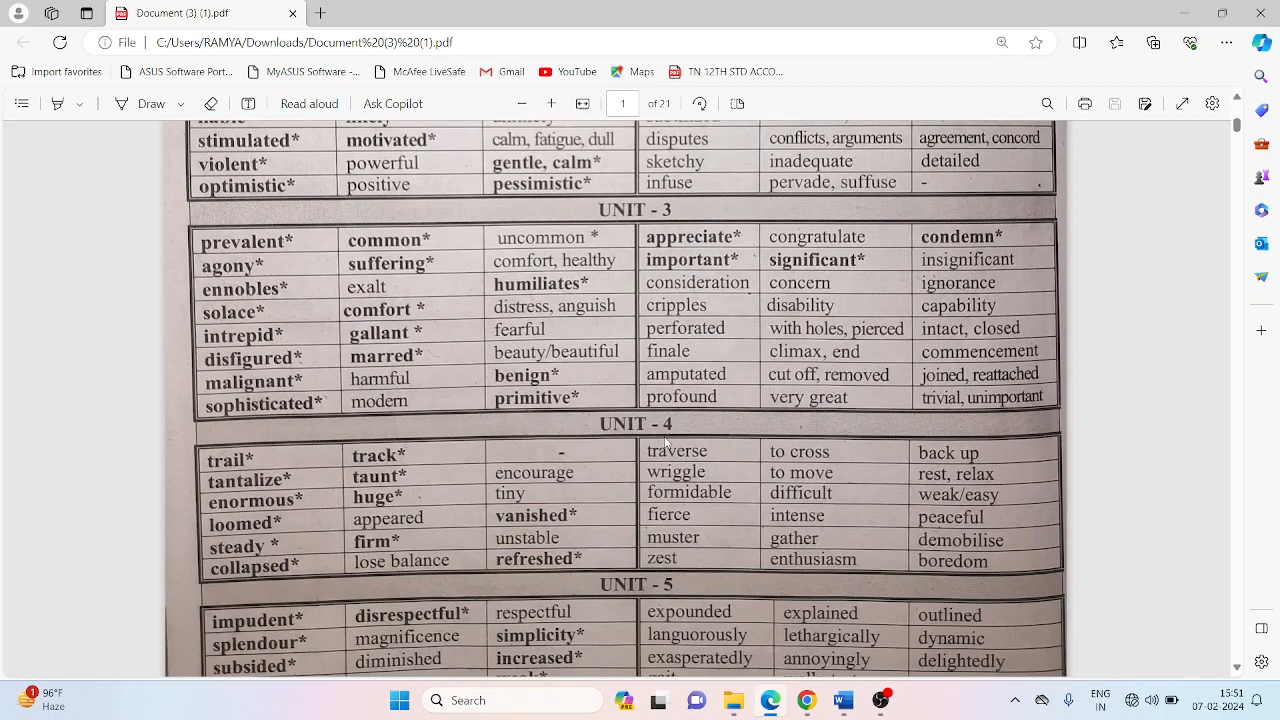 Document (3) (1).pdf
File C:/Users/RAMYA/Downloads/Document%20(3)%20(1).pdf
Import favorites ASUS Software Port... MyASUS Software -... McAfee LiveSafe Gmail YouTube Maps TN 12TH STD ACCO...
Draw Read aloud Ask Copilot 1 of 21
stimulated* motivated* calm, fatigue, dull disputes conflicts, arguments agreement, concord
violent* powerful gentle, calm* sketchy inadequate detailed
optimistic* positive pessimistic* infuse pervade, suffuse - .
UNIT - 3
prevalent* common* uncommon * appreciate* congratulate condemn*
agony* suffering* comfort, healthy important* significant* insignificant
ennobles* exalt humiliates* consideration concern ignorance
solace* comfort * distress, anguish cripples disability capability
intrepid* gallant * fearful perforated with holes, pierced intact, closed
disfigured* marred* beauty/beautiful finale climax, end commencement
malignant* harmful benign* amputated cut off, removed joined, reattached
sophisticated* modern primitive* profound very great trivial, unimportant
UNIT - 4
trail* track* - traverse to cross back up
tantalize* taunt* encourage wriggle to move rest, relax
enormous* huge* tiny formidable difficult weak/easy
loomed* appeared vanished* fierce intense peaceful
steady * firm* unstable muster gather demobilise
collapsed* lose balance refreshed* zest enthusiasm boredom
UNIT - 5
impudent* disrespectful* respectful expounded explained outlined
splendour* magnificence simplicity* languorously lethargically dynamic
subsided* diminished increased* exasperatedly annoyingly delightedly
1 96°F Search ENG 15:51
Haze IN 07-02-2024